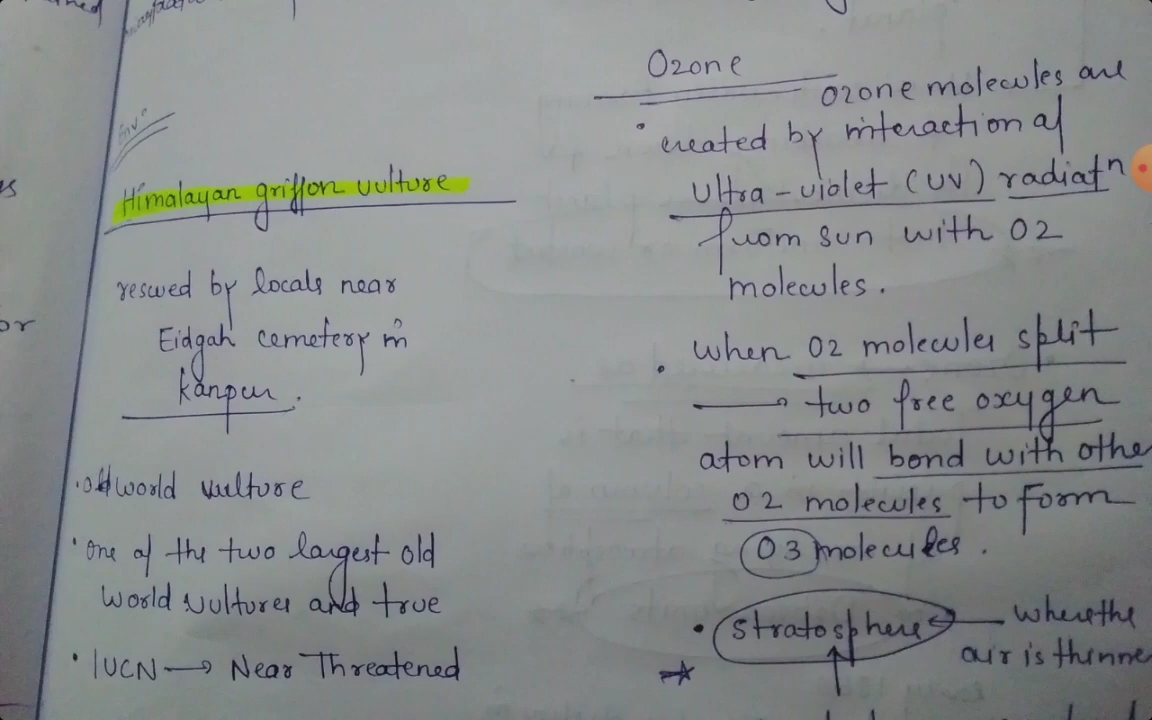 Env°
Himalayan griffon vulture
rescued by locals near
Eidgah cemetery in
Kanpur.
• old world vulture
• one of the two largest old
world vultures and true
• IUCN → Near Threatened
Ozone
• ozone molecules are
created by interaction of
Ultra-violet (UV) radiatⁿ
from sun with O2
molecules.
• when O2 molecules split
→ two free oxygen
atom will bond with othe
O2 molecules to form
O3 molecules.
• Stratosphere ← where the
air is thinne